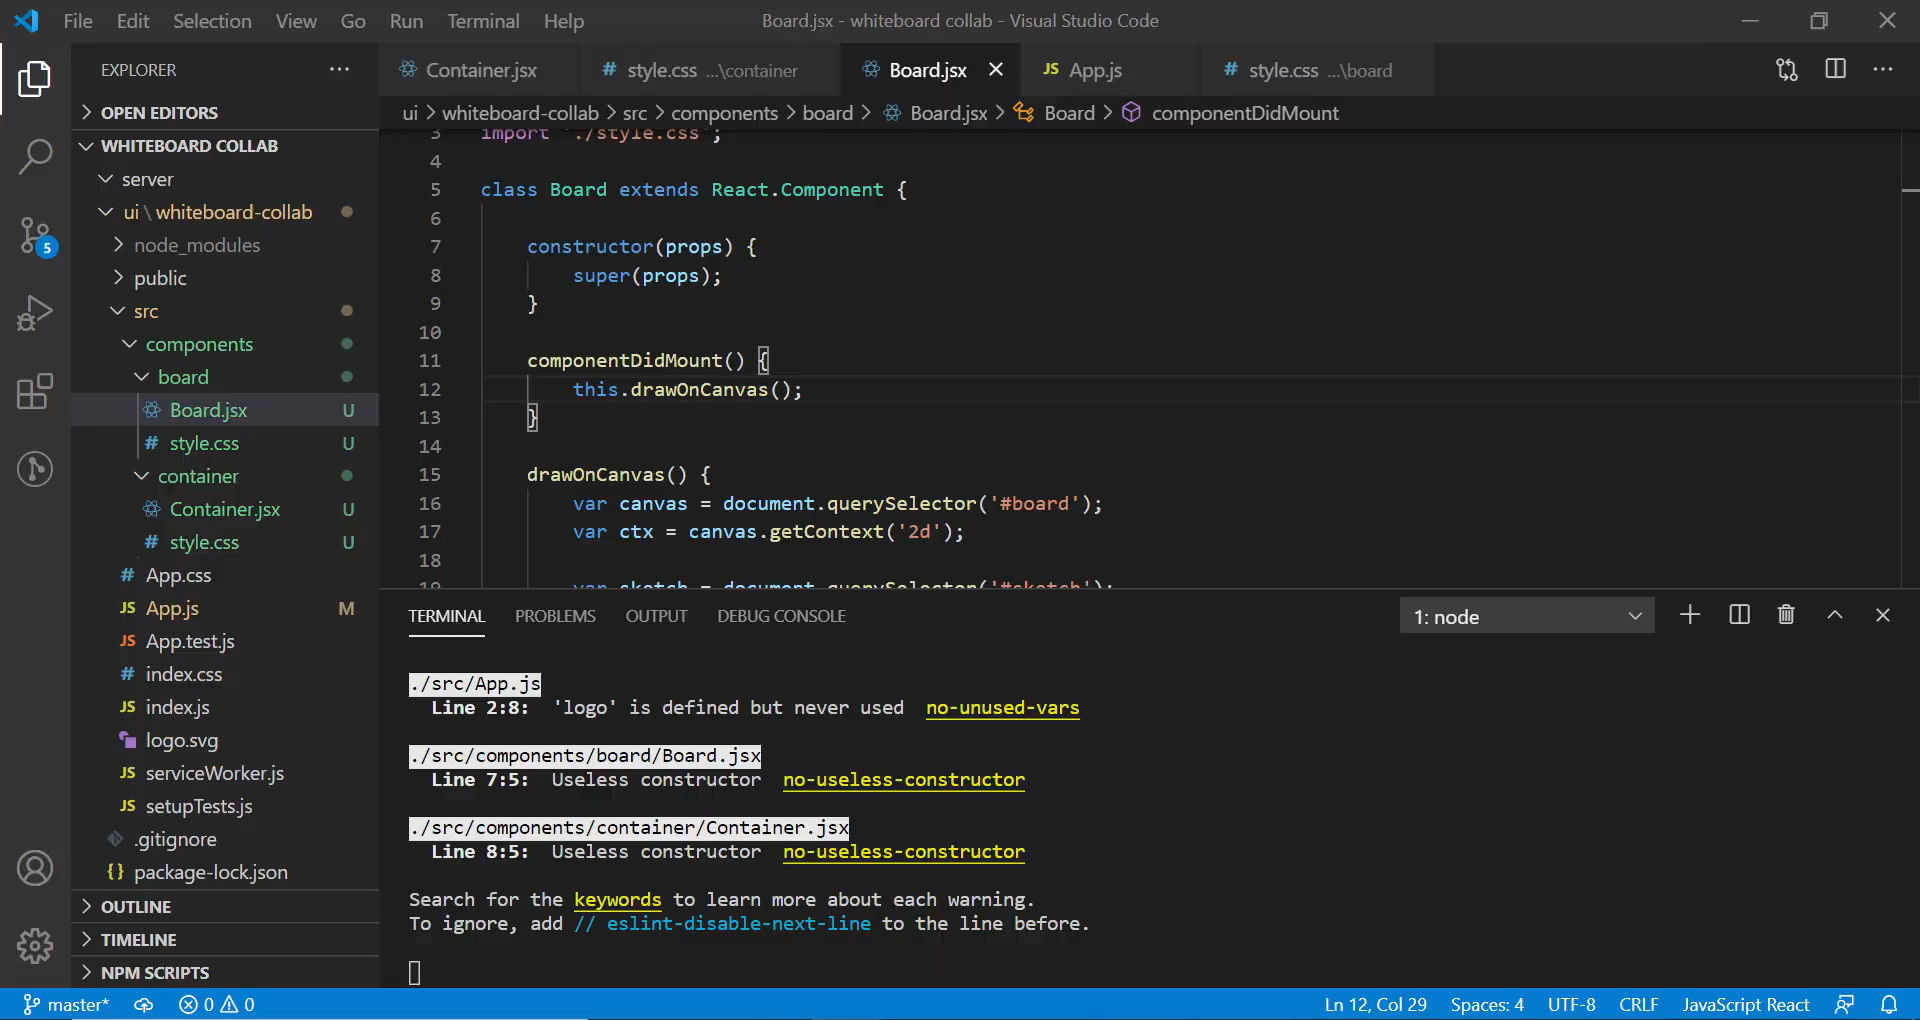 File Edit Selection View Go Run Terminal Help
Board.jsx - whiteboard collab - Visual Studio Code
EXPLORER
Container.jsx
# style.css ...\container
Board.jsx
JS App.js
# style.css ...\board
OPEN EDITORS
ui > whiteboard-collab > src > components > board > Board.jsx > Board > componentDidMount
WHITEBOARD COLLAB
server
ui \ whiteboard-collab
node_modules
public
src
components
board
Board.jsx U
# style.css U
container
Container.jsx U
# style.css U
# App.css
JS App.js M
JS App.test.js
# index.css
JS index.js
logo.svg
JS serviceWorker.js
JS setupTests.js
.gitignore
{} package-lock.json
OUTLINE
TIMELINE
NPM SCRIPTS
5
3 import './style.css';
4
5 class Board extends React.Component {
6
7 constructor(props) {
8 super(props);
9 }
10
11 componentDidMount() {
12 this.drawOnCanvas();
13 }
14
15 drawOnCanvas() {
16 var canvas = document.querySelector('#board');
17 var ctx = canvas.getContext('2d');
18
19 var sketch = document.querySelector('#sketch');
TERMINAL PROBLEMS OUTPUT DEBUG CONSOLE
1: node
./src/App.js
Line 2:8: 'logo' is defined but never used no-unused-vars
./src/components/board/Board.jsx
Line 7:5: Useless constructor no-useless-constructor
./src/components/container/Container.jsx
Line 8:5: Useless constructor no-useless-constructor
Search for the keywords to learn more about each warning.
To ignore, add // eslint-disable-next-line to the line before.
master* 0 0
Ln 12, Col 29 Spaces: 4 UTF-8 CRLF JavaScript React